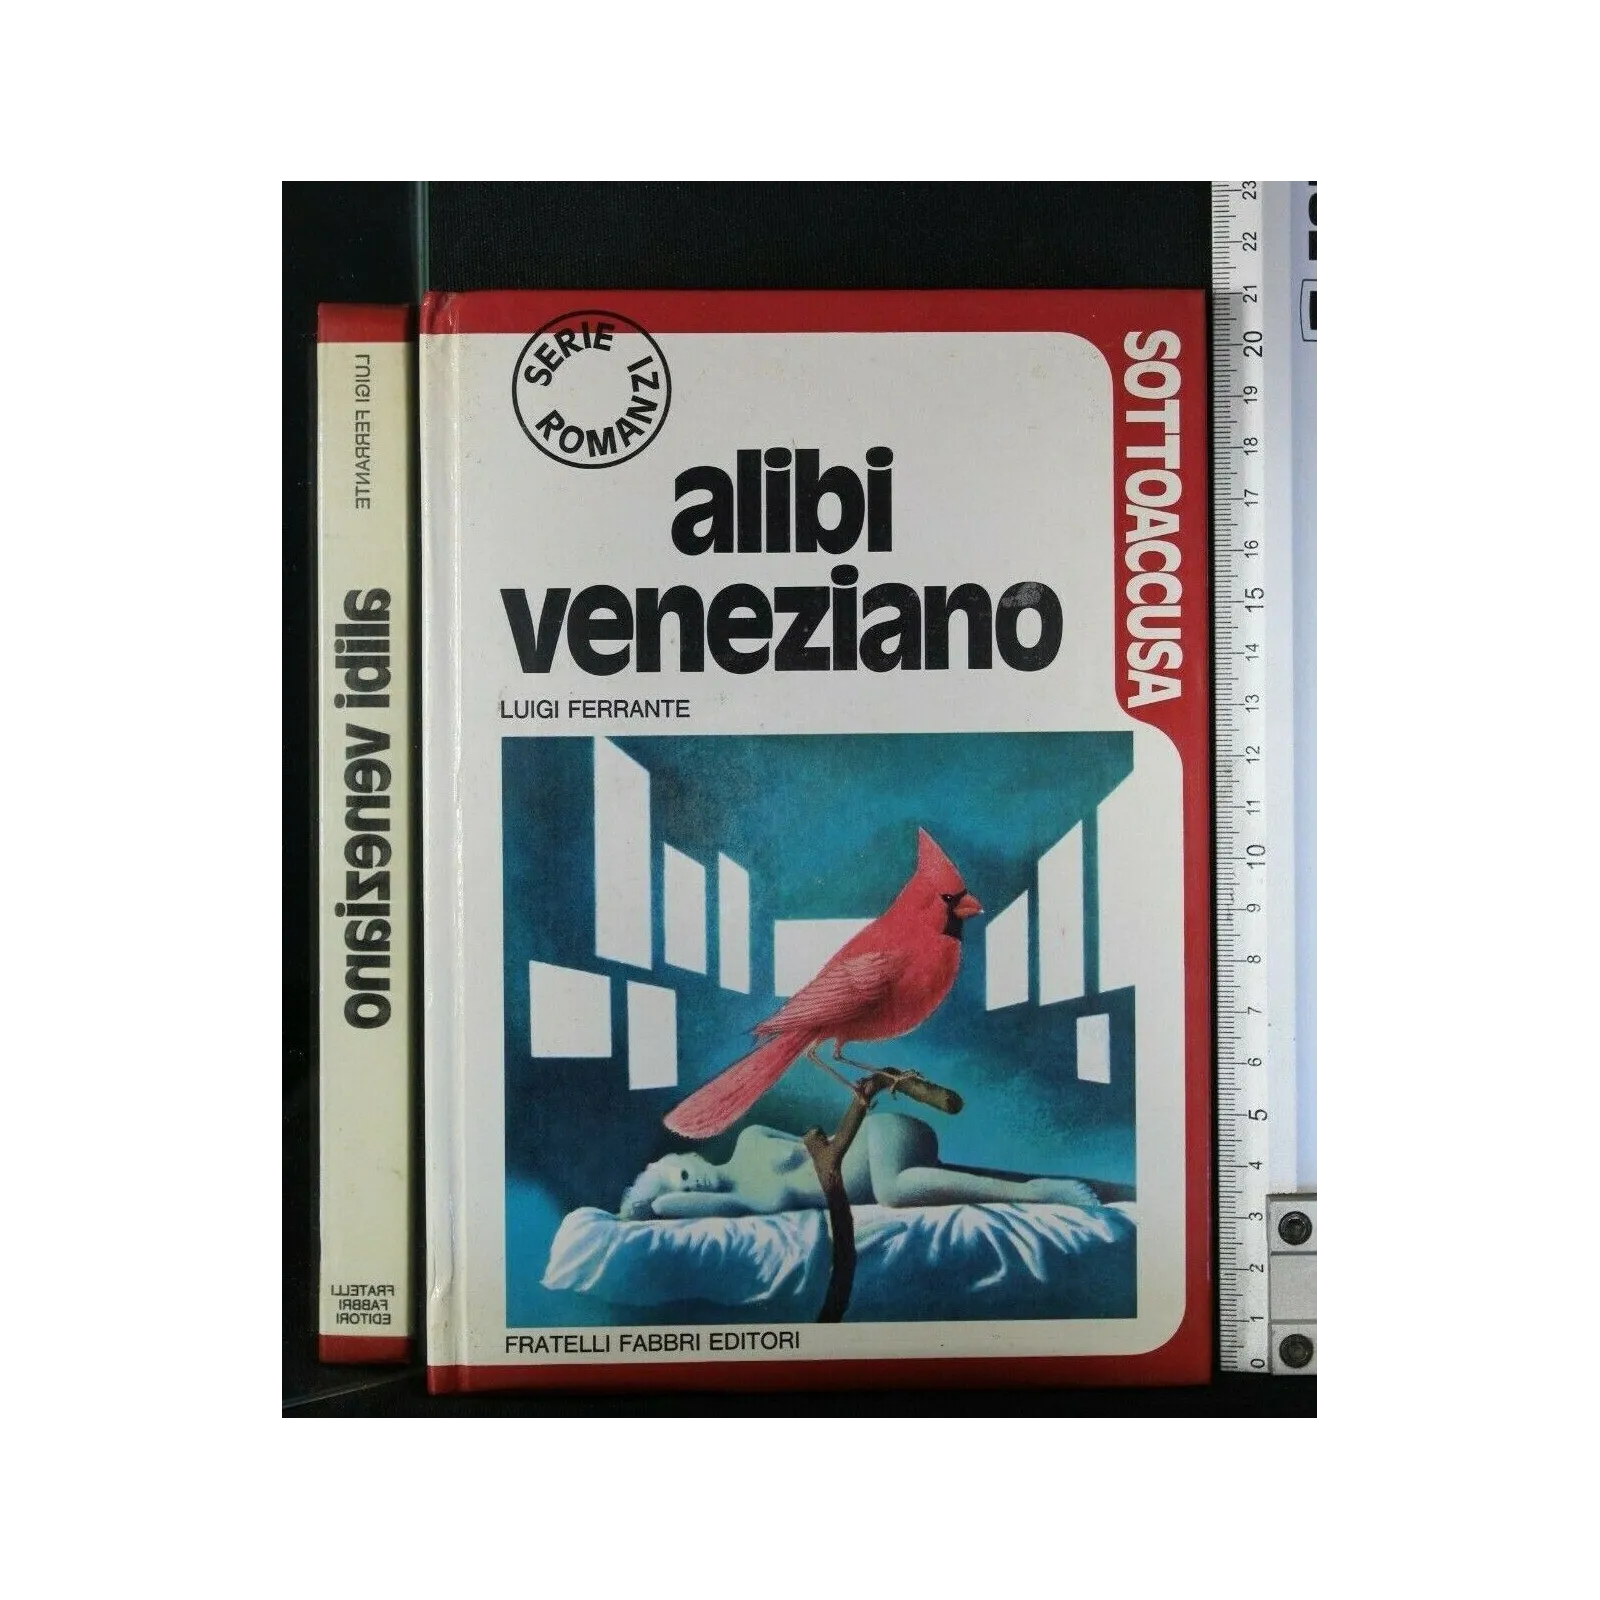 LUIGI FERRANTE
alibi veneziano
FRATELLI
FABBRI
EDITORI
SERIE
ROMANZI
alibi
veneziano
LUIGI FERRANTE
SOTTOACCUSA
FRATELLI FABBRI EDITORI
23
22
21
20
19
18
17
16
15
14
13
12
11
10
9
8
7
6
5
4
3
2
1
0